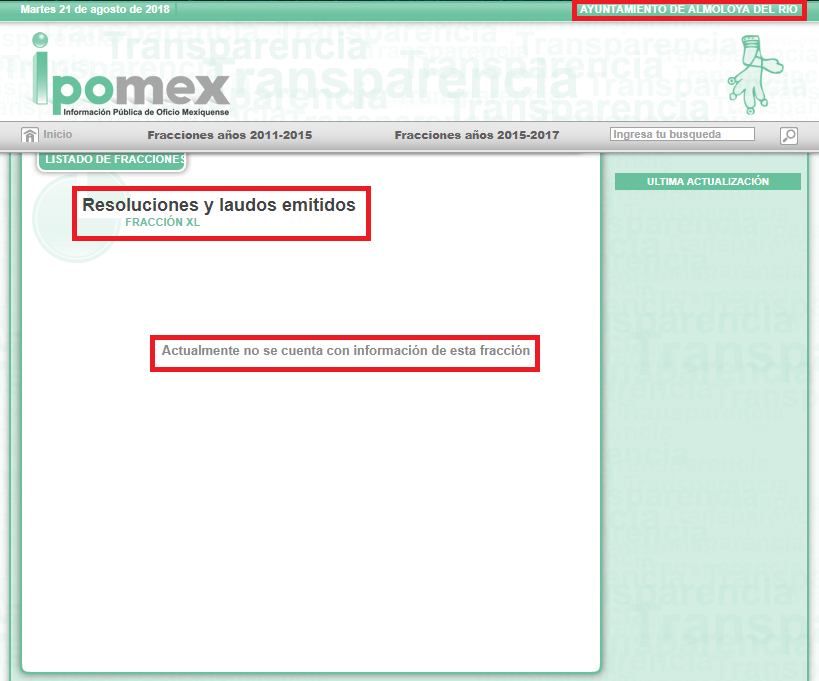 Martes 21 de agosto de 2018
AYUNTAMIENTO DE ALMOLOYA DEL RIO
Transparencia
ipomex
Información Pública de Oficio Mexiquense
Inicio
Fracciones años 2011-2015
Fracciones años 2015-2017
Ingresa tu busqueda
LISTADO DE FRACCIONES
ULTIMA ACTUALIZACIÓN
Resoluciones y laudos emitidos
FRACCIÓN XL
Actualmente no se cuenta con información de esta fracción